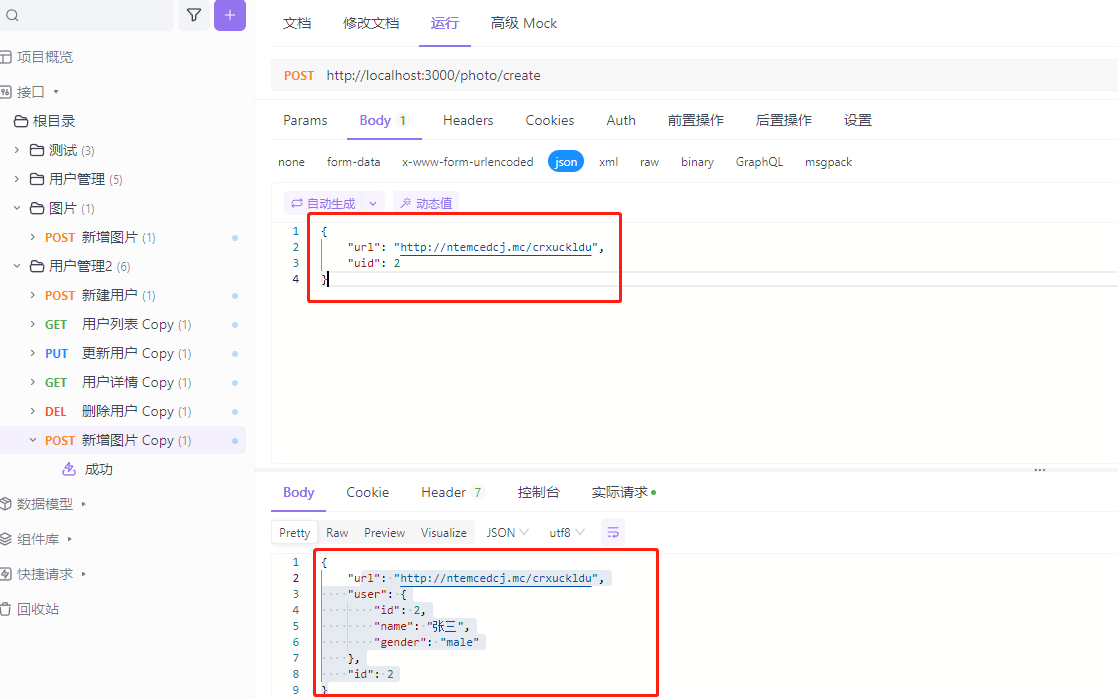 项目概览
接口
根目录
测试 (3)
用户管理 (5)
图片 (1)
POST 新增图片 (1)
用户管理2 (6)
POST 新建用户 (1)
GET 用户列表 Copy (1)
PUT 更新用户 Copy (1)
GET 用户详情 Copy (1)
DEL 删除用户 Copy (1)
POST 新增图片 Copy (1)
成功
数据模型
组件库
快捷请求
回收站
文档 修改文档 运行 高级 Mock
POST http://localhost:3000/photo/create
Params Body 1 Headers Cookies Auth 前置操作 后置操作 设置
none form-data x-www-form-urlencoded json xml raw binary GraphQL msgpack
自动生成 动态值
1 {
2 "url": "http://ntemcedcj.mc/crxuckldu",
3 "uid": 2
4 }
Body Cookie Header 7 控制台 实际请求
Pretty Raw Preview Visualize JSON utf8
1 {
2 "url": "http://ntemcedcj.mc/crxuckldu",
3 "user": {
4 "id": 2,
5 "name": "张三",
6 "gender": "male"
7 },
8 "id": 2
9 }